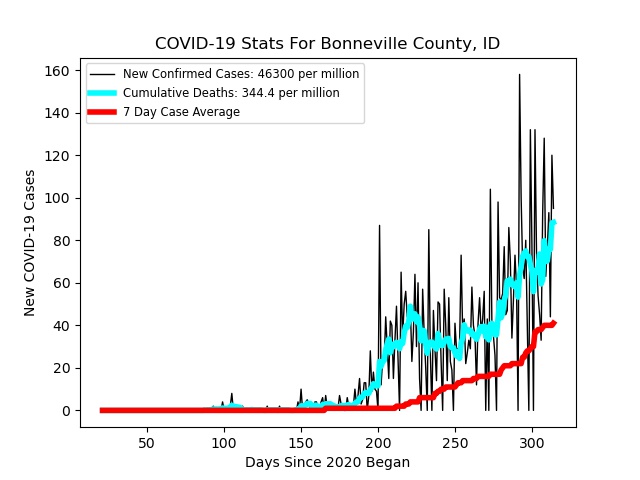 COVID-19 Stats For Bonneville County, ID
New Confirmed Cases: 46300 per million
Cumulative Deaths: 344.4 per million
7 Day Case Average
New COVID-19 Cases
160
140
120
100
80
60
40
20
0
50 100 150 200 250 300
Days Since 2020 Began